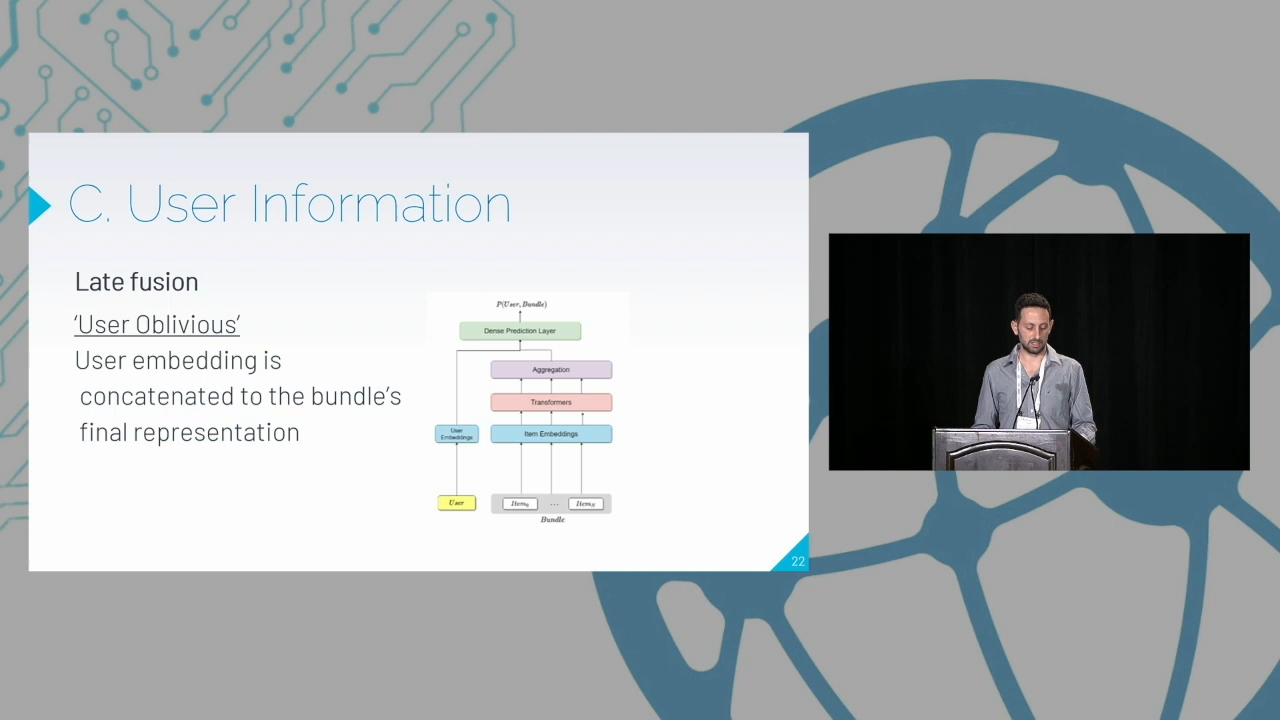 C. User Information
Late fusion
‘User Oblivious’
User embedding is
concatenated to the bundle’s
final representation
P(User, Bundle)
Dense Prediction Layer
Aggregation
Transformers
User
Embeddings
Item Embeddings
User
Item₀ ... Itemₙ
Bundle
22